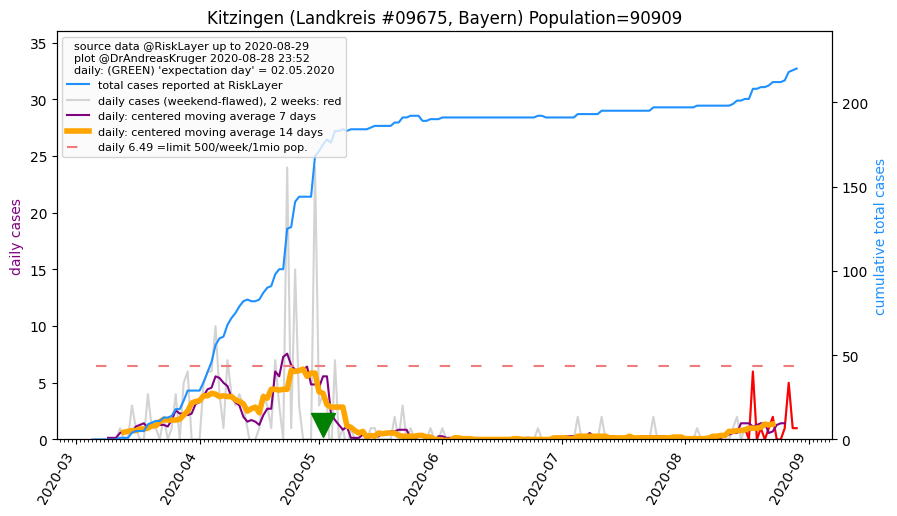 Kitzingen (Landkreis #09675, Bayern) Population=90909
source data @RiskLayer up to 2020-08-29
plot @DrAndreasKruger 2020-08-28 23:52
daily: (GREEN) 'expectation day' = 02.05.2020
total cases reported at RiskLayer
daily cases (weekend-flawed), 2 weeks: red
daily: centered moving average 7 days
daily: centered moving average 14 days
daily 6.49 =limit 500/week/1mio pop.
daily cases
35
30
25
20
15
10
5
0
cumulative total cases
200
150
100
50
0
2020-03
2020-04
2020-05
2020-06
2020-07
2020-08
2020-09